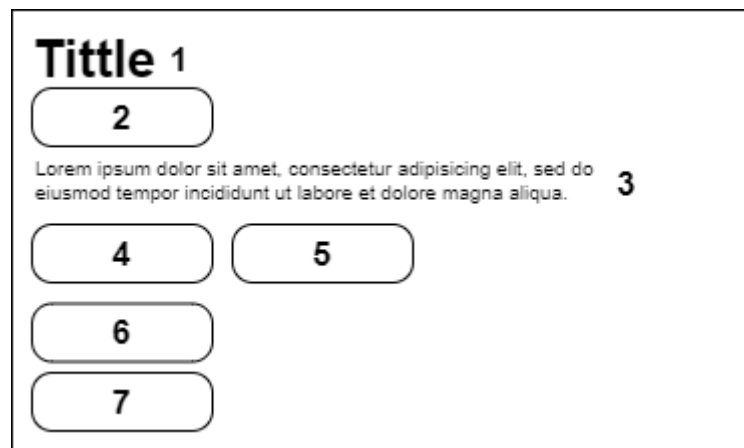 Tittle 1
2
Lorem ipsum dolor sit amet, consectetur adipisicing elit, sed do
eiusmod tempor incididunt ut labore et dolore magna aliqua. 3
4 5
6
7